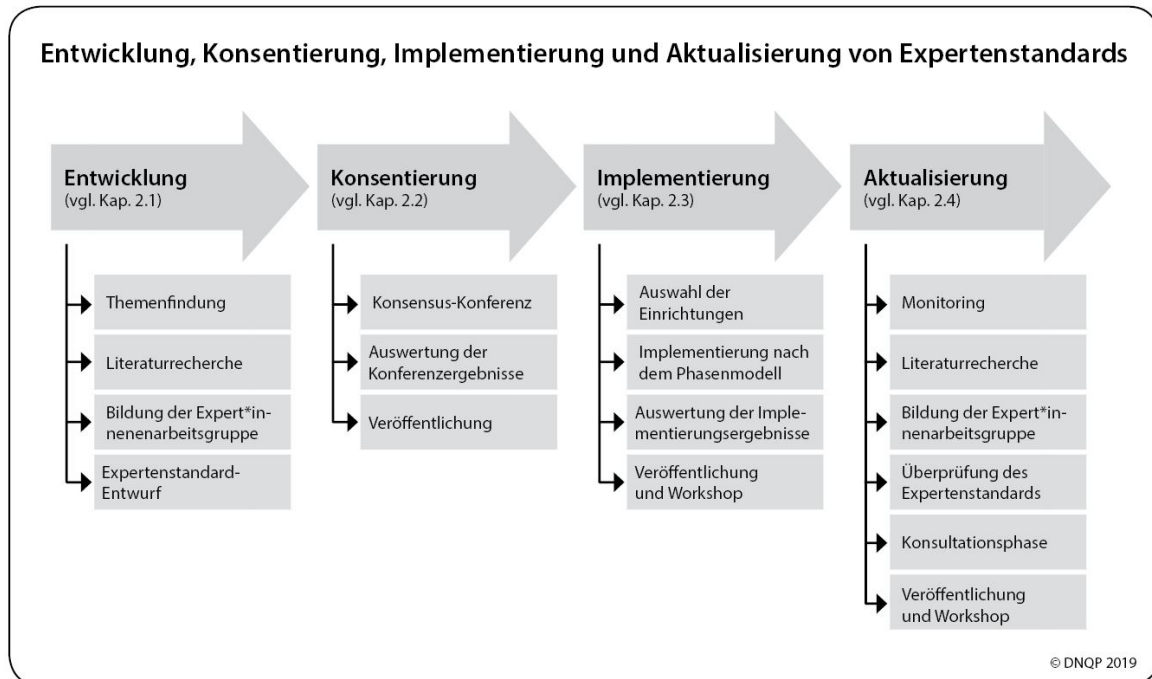 Entwicklung, Konsentierung, Implementierung und Aktualisierung von Expertenstandards
Entwicklung
(vgl. Kap. 2.1)
Themenfindung
Literaturrecherche
Bildung der Expert*in-
nenenarbeitsgruppe
Expertenstandard-
Entwurf
Konsentierung
(vgl. Kap. 2.2)
Konsensus-Konferenz
Auswertung der
Konferenzergebnisse
Veröffentlichung
Implementierung
(vgl. Kap. 2.3)
Auswahl der
Einrichtungen
Implementierung nach
dem Phasenmodell
Auswertung der Imple-
mentierungsergebnisse
Veröffentlichung
und Workshop
Aktualisierung
(vgl. Kap. 2.4)
Monitoring
Literaturrecherche
Bildung der Expert*in-
nenarbeitsgruppe
Überprüfung des
Expertenstandards
Konsultationsphase
Veröffentlichung
und Workshop
© DNQP 2019